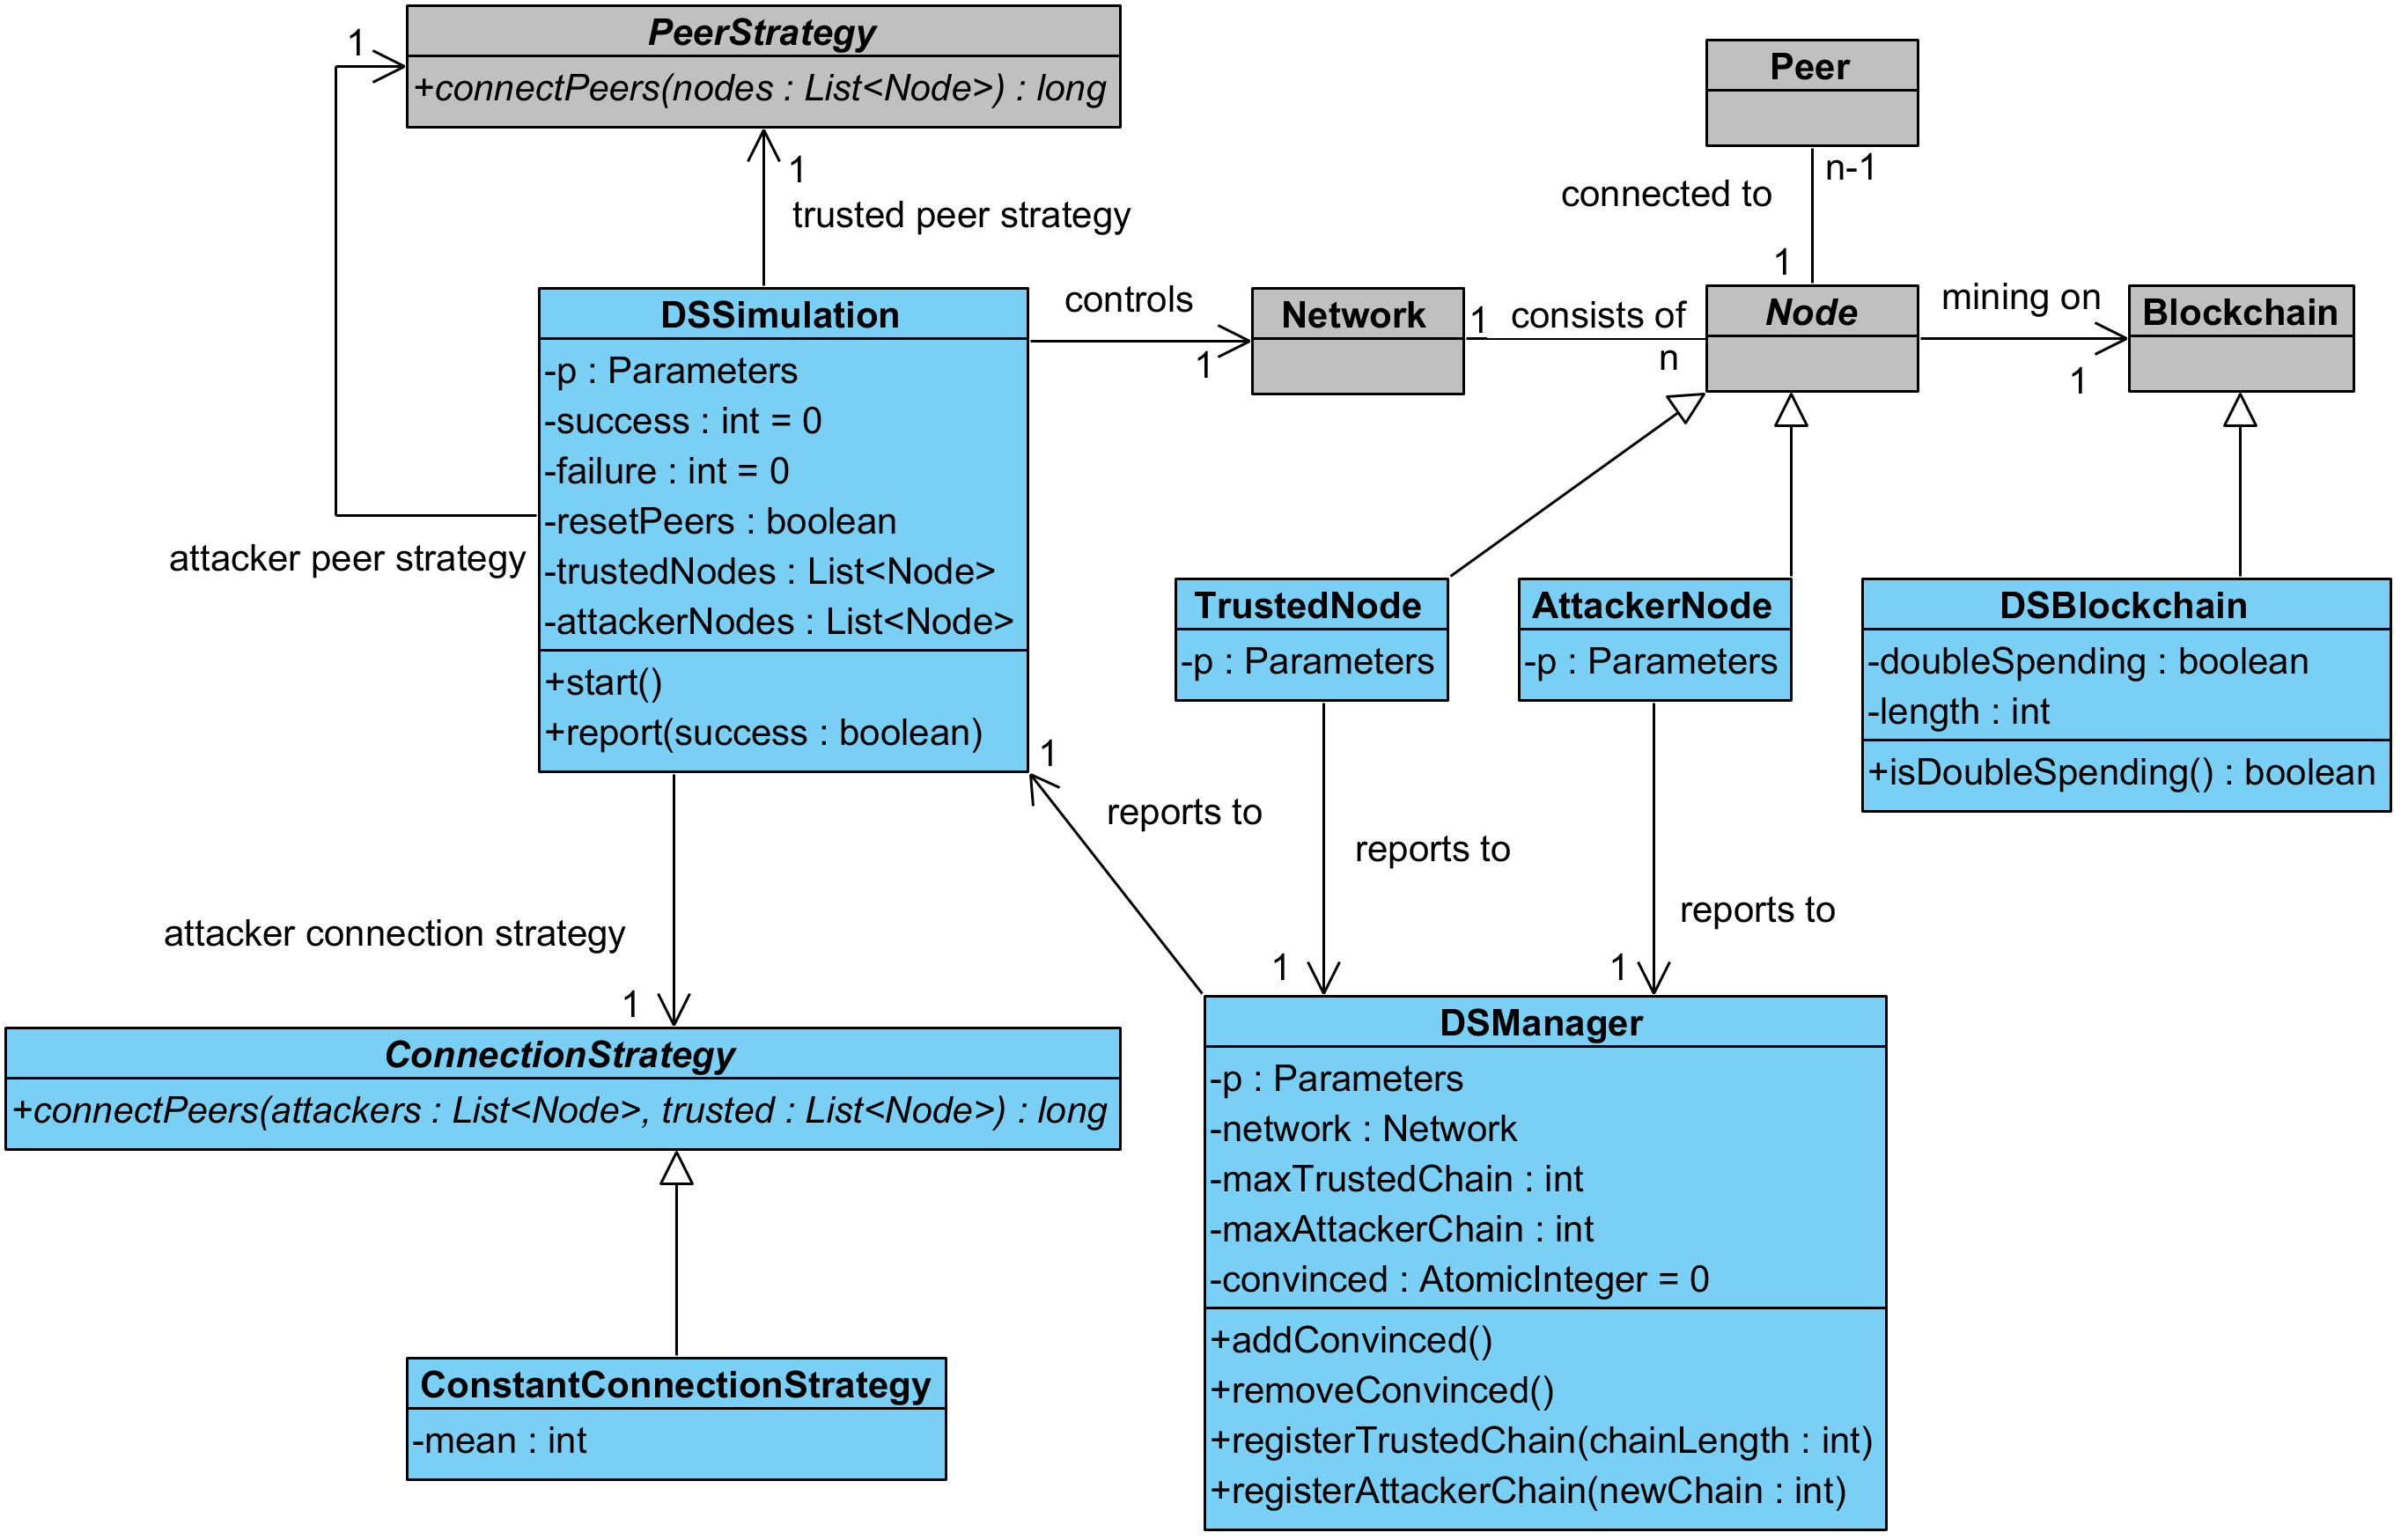 PeerStrategy
+connectPeers(nodes : List<Node>) : long
1
1
trusted peer strategy
Peer
n-1
connected to
1
DSSimulation
-p : Parameters
-success : int = 0
-failure : int = 0
-resetPeers : boolean
-trustedNodes : List<Node>
-attackerNodes : List<Node>
+start()
+report(success : boolean)
controls
1
Network
1
consists of
n
Node
mining on
1
Blockchain
attacker peer strategy
TrustedNode
-p : Parameters
AttackerNode
-p : Parameters
DSBlockchain
-doubleSpending : boolean
-length : int
+isDoubleSpending() : boolean
1
reports to
reports to
reports to
attacker connection strategy
1
1
1
ConnectionStrategy
+connectPeers(attackers : List<Node>, trusted : List<Node>) : long
DSManager
-p : Parameters
-network : Network
-maxTrustedChain : int
-maxAttackerChain : int
-convinced : AtomicInteger = 0
+addConvinced()
+removeConvinced()
+registerTrustedChain(chainLength : int)
+registerAttackerChain(newChain : int)
ConstantConnectionStrategy
-mean : int